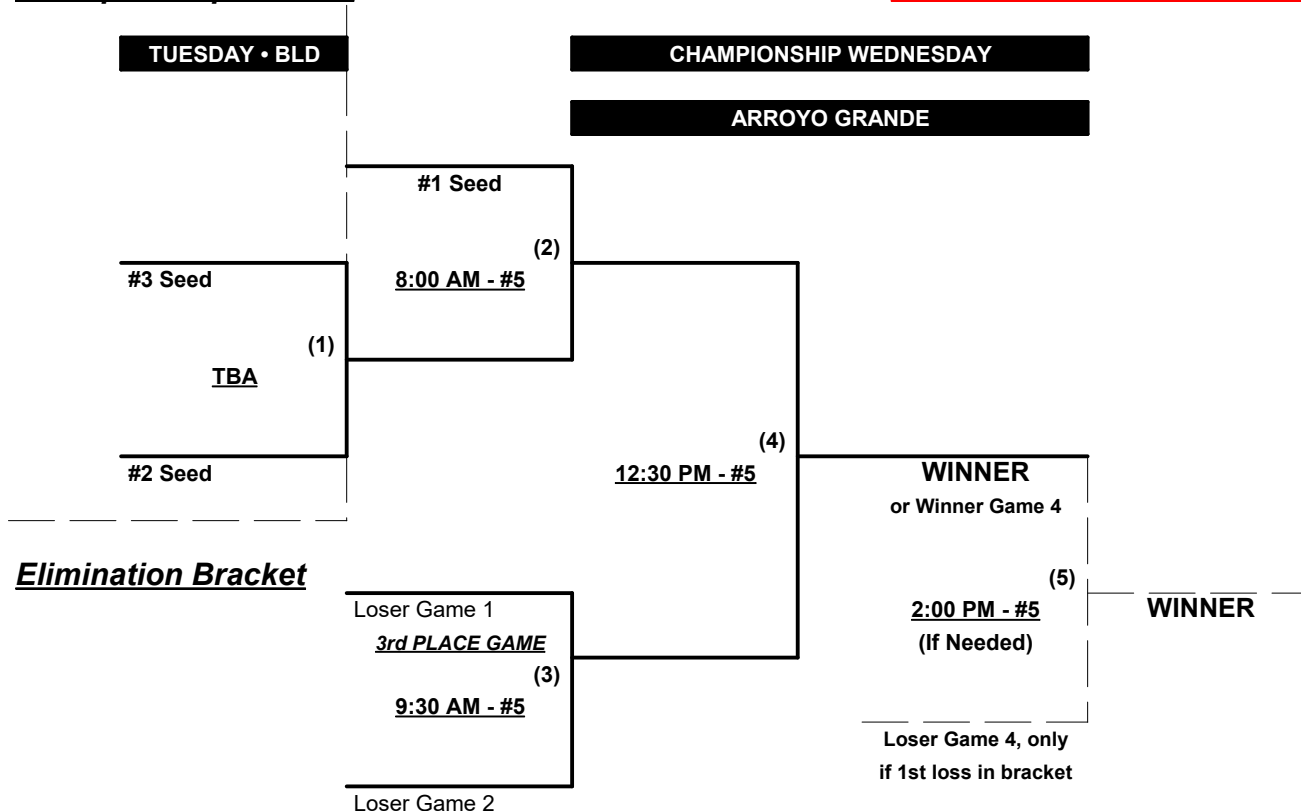 TUESDAY • BLD
CHAMPIONSHIP WEDNESDAY
ARROYO GRANDE
#1 Seed
(2)
#3 Seed
8:00 AM - #5
(1)
TBA
(4)
#2 Seed
12:30 PM - #5
WINNER
or Winner Game 4
Elimination Bracket
(5)
Loser Game 1
2:00 PM - #5
WINNER
3rd PLACE GAME
(If Needed)
(3)
9:30 AM - #5
Loser Game 4, only
if 1st loss in bracket
Loser Game 2